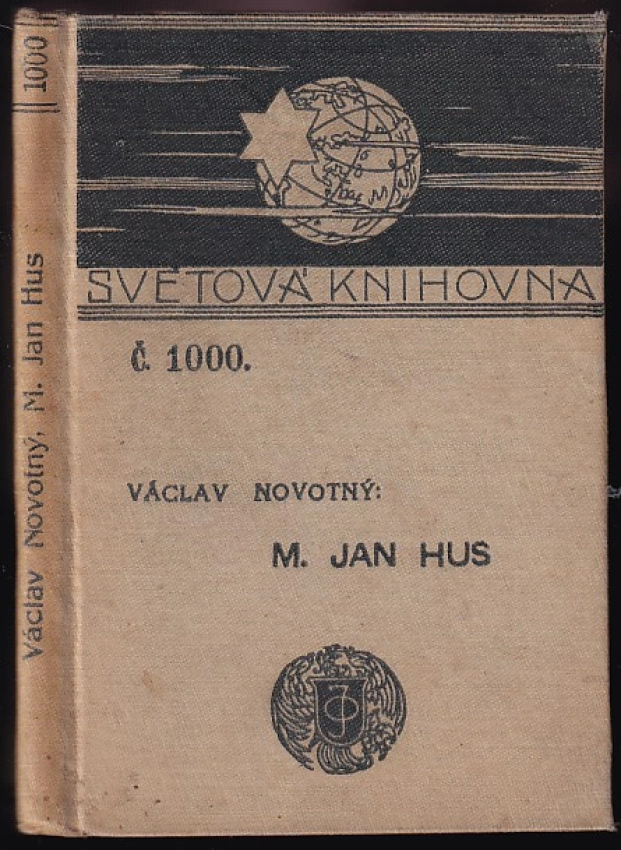 1000
Václav Novotný, M. Jan Hus
SVĚTOVÁ KNIHOVNA
Č. 1000.
VÁCLAV NOVOTNÝ:
M. JAN HUS